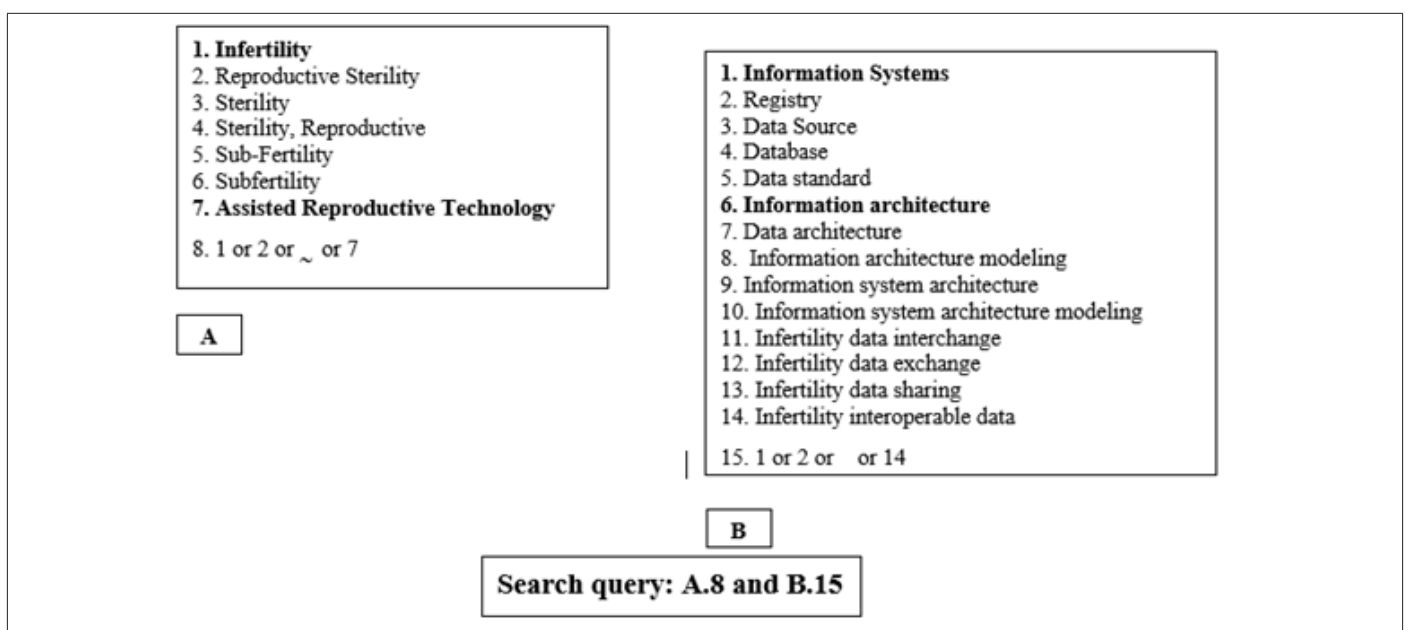 1. Infertility
2. Reproductive Sterility
3. Sterility
4. Sterility, Reproductive
5. Sub-Fertility
6. Subfertility
7. Assisted Reproductive Technology
8. 1 or 2 or ~ or 7
A
1. Information Systems
2. Registry
3. Data Source
4. Database
5. Data standard
6. Information architecture
7. Data architecture
8. Information architecture modeling
9. Information system architecture
10. Information system architecture modeling
11. Infertility data interchange
12. Infertility data exchange
13. Infertility data sharing
14. Infertility interoperable data
15. 1 or 2 or or 14
B
Search query: A.8 and B.15